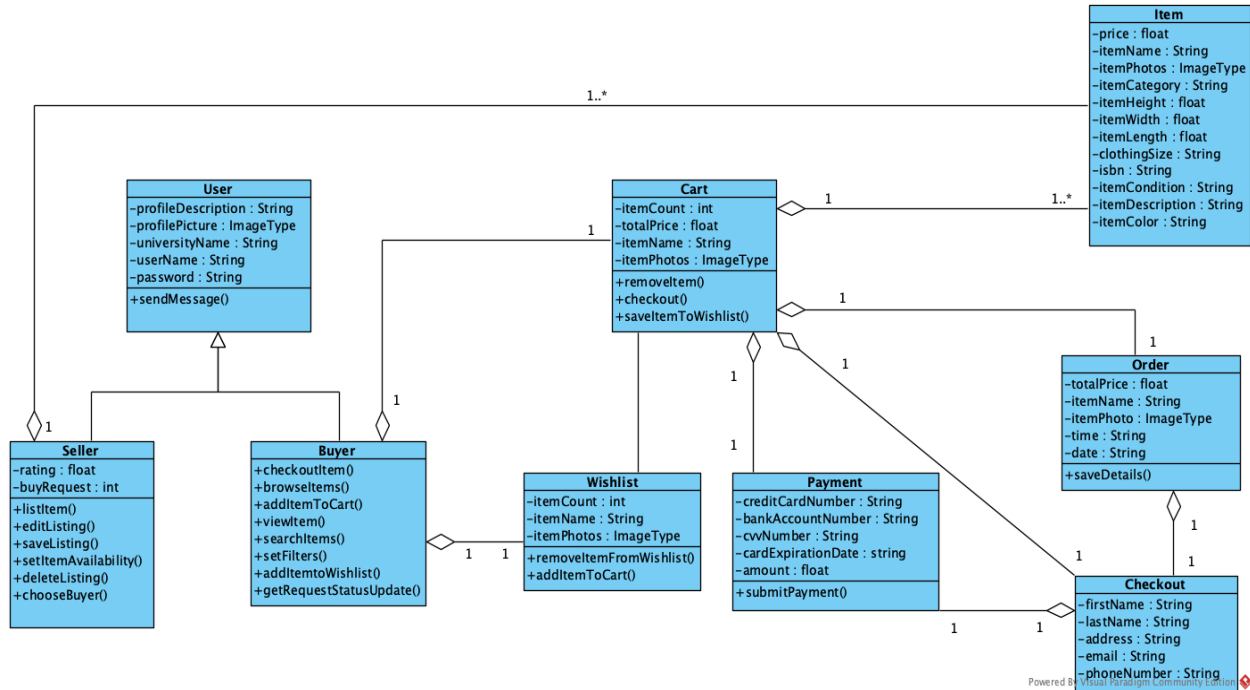 Item
-price : float
-itemName : String
-itemPhotos : ImageType
-itemCategory : String
-itemHeight : float
-itemWidth : float
-itemLength : float
-clothingSize : String
-isbn : String
-itemCondition : String
-itemDescription : String
-itemColor : String
1..*
User
-profileDescription : String
-profilePicture : ImageType
-universityName : String
-userName : String
-password : String
+sendMessage()
Cart
-itemCount : int
-totalPrice : float
-itemName : String
-itemPhotos : ImageType
+removeItem()
+checkout()
+saveItemToWishlist()
1
1..*
1
1
1
1
1
1
1
Order
-totalPrice : float
-itemName : String
-itemPhoto : ImageType
-time : String
-date : String
+saveDetails()
1
Seller
-rating : float
-buyRequest : int
+listItem()
+editListing()
+saveListing()
+setItemAvailability()
+deleteListing()
+chooseBuyer()
Buyer
+checkoutItem()
+browseItems()
+addItemToCart()
+viewItem()
+searchItems()
+setFilters()
+addItemtoWishlist()
+getRequestStatusUpdate()
1
1
Wishlist
-itemCount : int
-itemName : String
-itemPhotos : ImageType
+removeItemFromWishlist()
+addItemToCart()
Payment
-creditCardNumber : String
-bankAccountNumber : String
-cvvNumber : String
-cardExpirationDate : string
-amount : float
+submitPayment()
1
1
1
1
1
Checkout
-firstName : String
-lastName : String
-address : String
-email : String
-phoneNumber : String
Powered By Visual Paradigm Community Edition